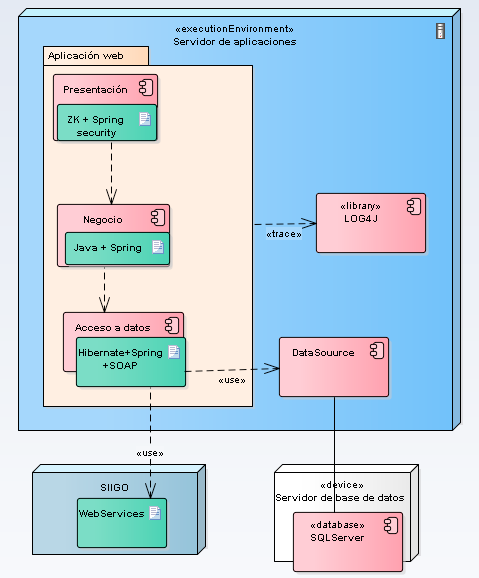 «executionEnvironment»
Servidor de aplicaciones
Aplicación web
Presentación
ZK + Spring
security
Negocio
Java + Spring
«library»
LOG4J
«trace»
Acceso a datos
Hibernate+Spring
+SOAP
DataSouurce
«use»
«use»
SIIGO
WebServices
«device»
Servidor de base de datos
«database»
SQLServer